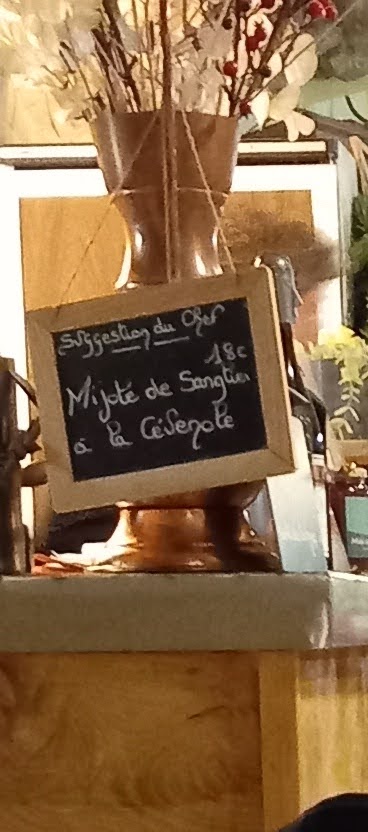 Suggestion du Chef
18€
Mijoté de Sanglier
à la Cévenole